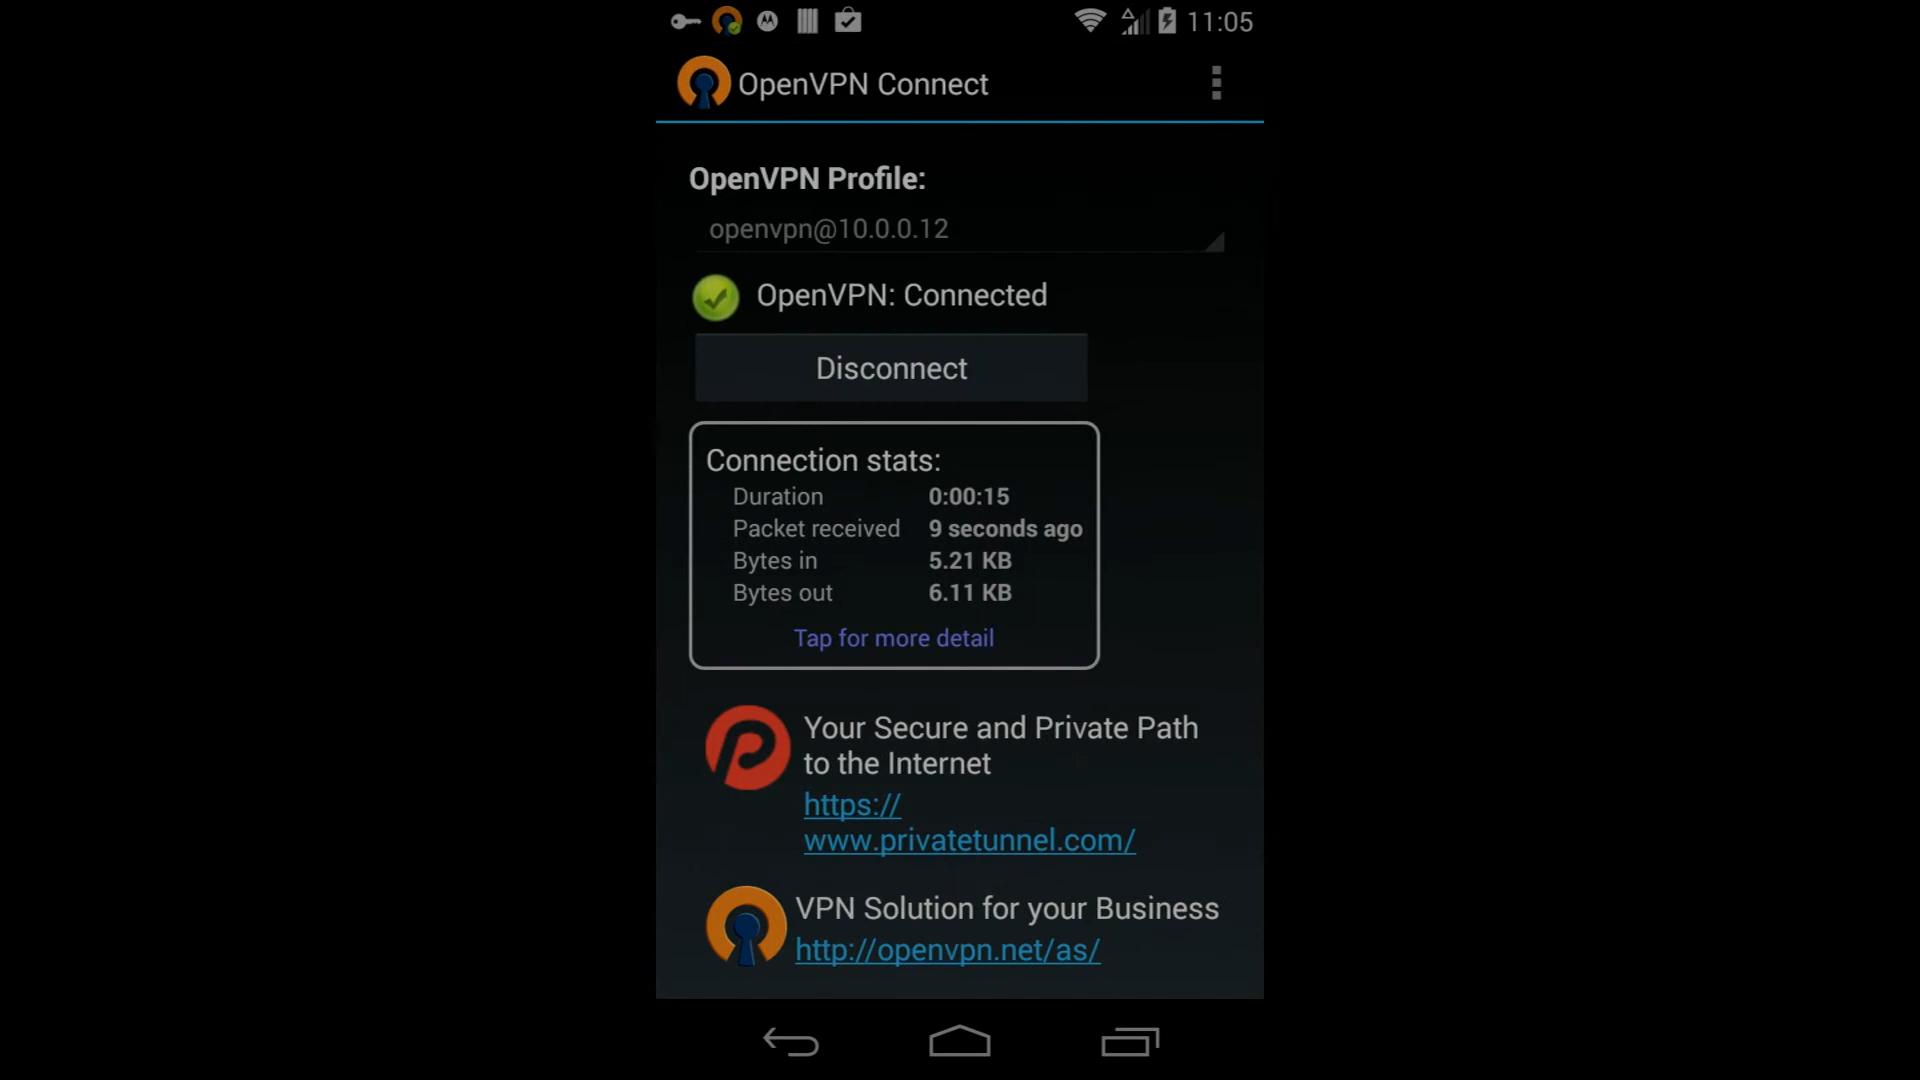 11:05
OpenVPN Connect
OpenVPN Profile:
openvpn@10.0.0.12
OpenVPN: Connected
Disconnect
Connection stats:
Duration 0:00:15
Packet received 9 seconds ago
Bytes in 5.21 KB
Bytes out 6.11 KB
Tap for more detail
Your Secure and Private Path
to the Internet
https://
www.privatetunnel.com/
VPN Solution for your Business
http://openvpn.net/as/